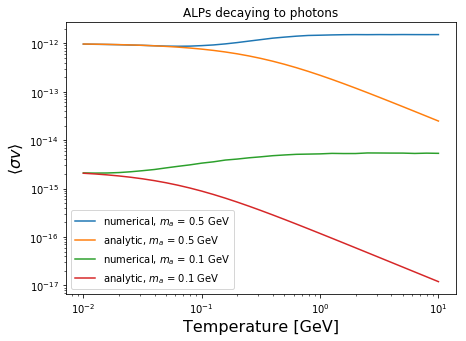 ALPs decaying to photons
⟨σv⟩
10⁻¹²
10⁻¹³
10⁻¹⁴
10⁻¹⁵
10⁻¹⁶
10⁻¹⁷
numerical, mₐ = 0.5 GeV
analytic, mₐ = 0.5 GeV
numerical, mₐ = 0.1 GeV
analytic, mₐ = 0.1 GeV
10⁻² 10⁻¹ 10⁰ 10¹
Temperature [GeV]